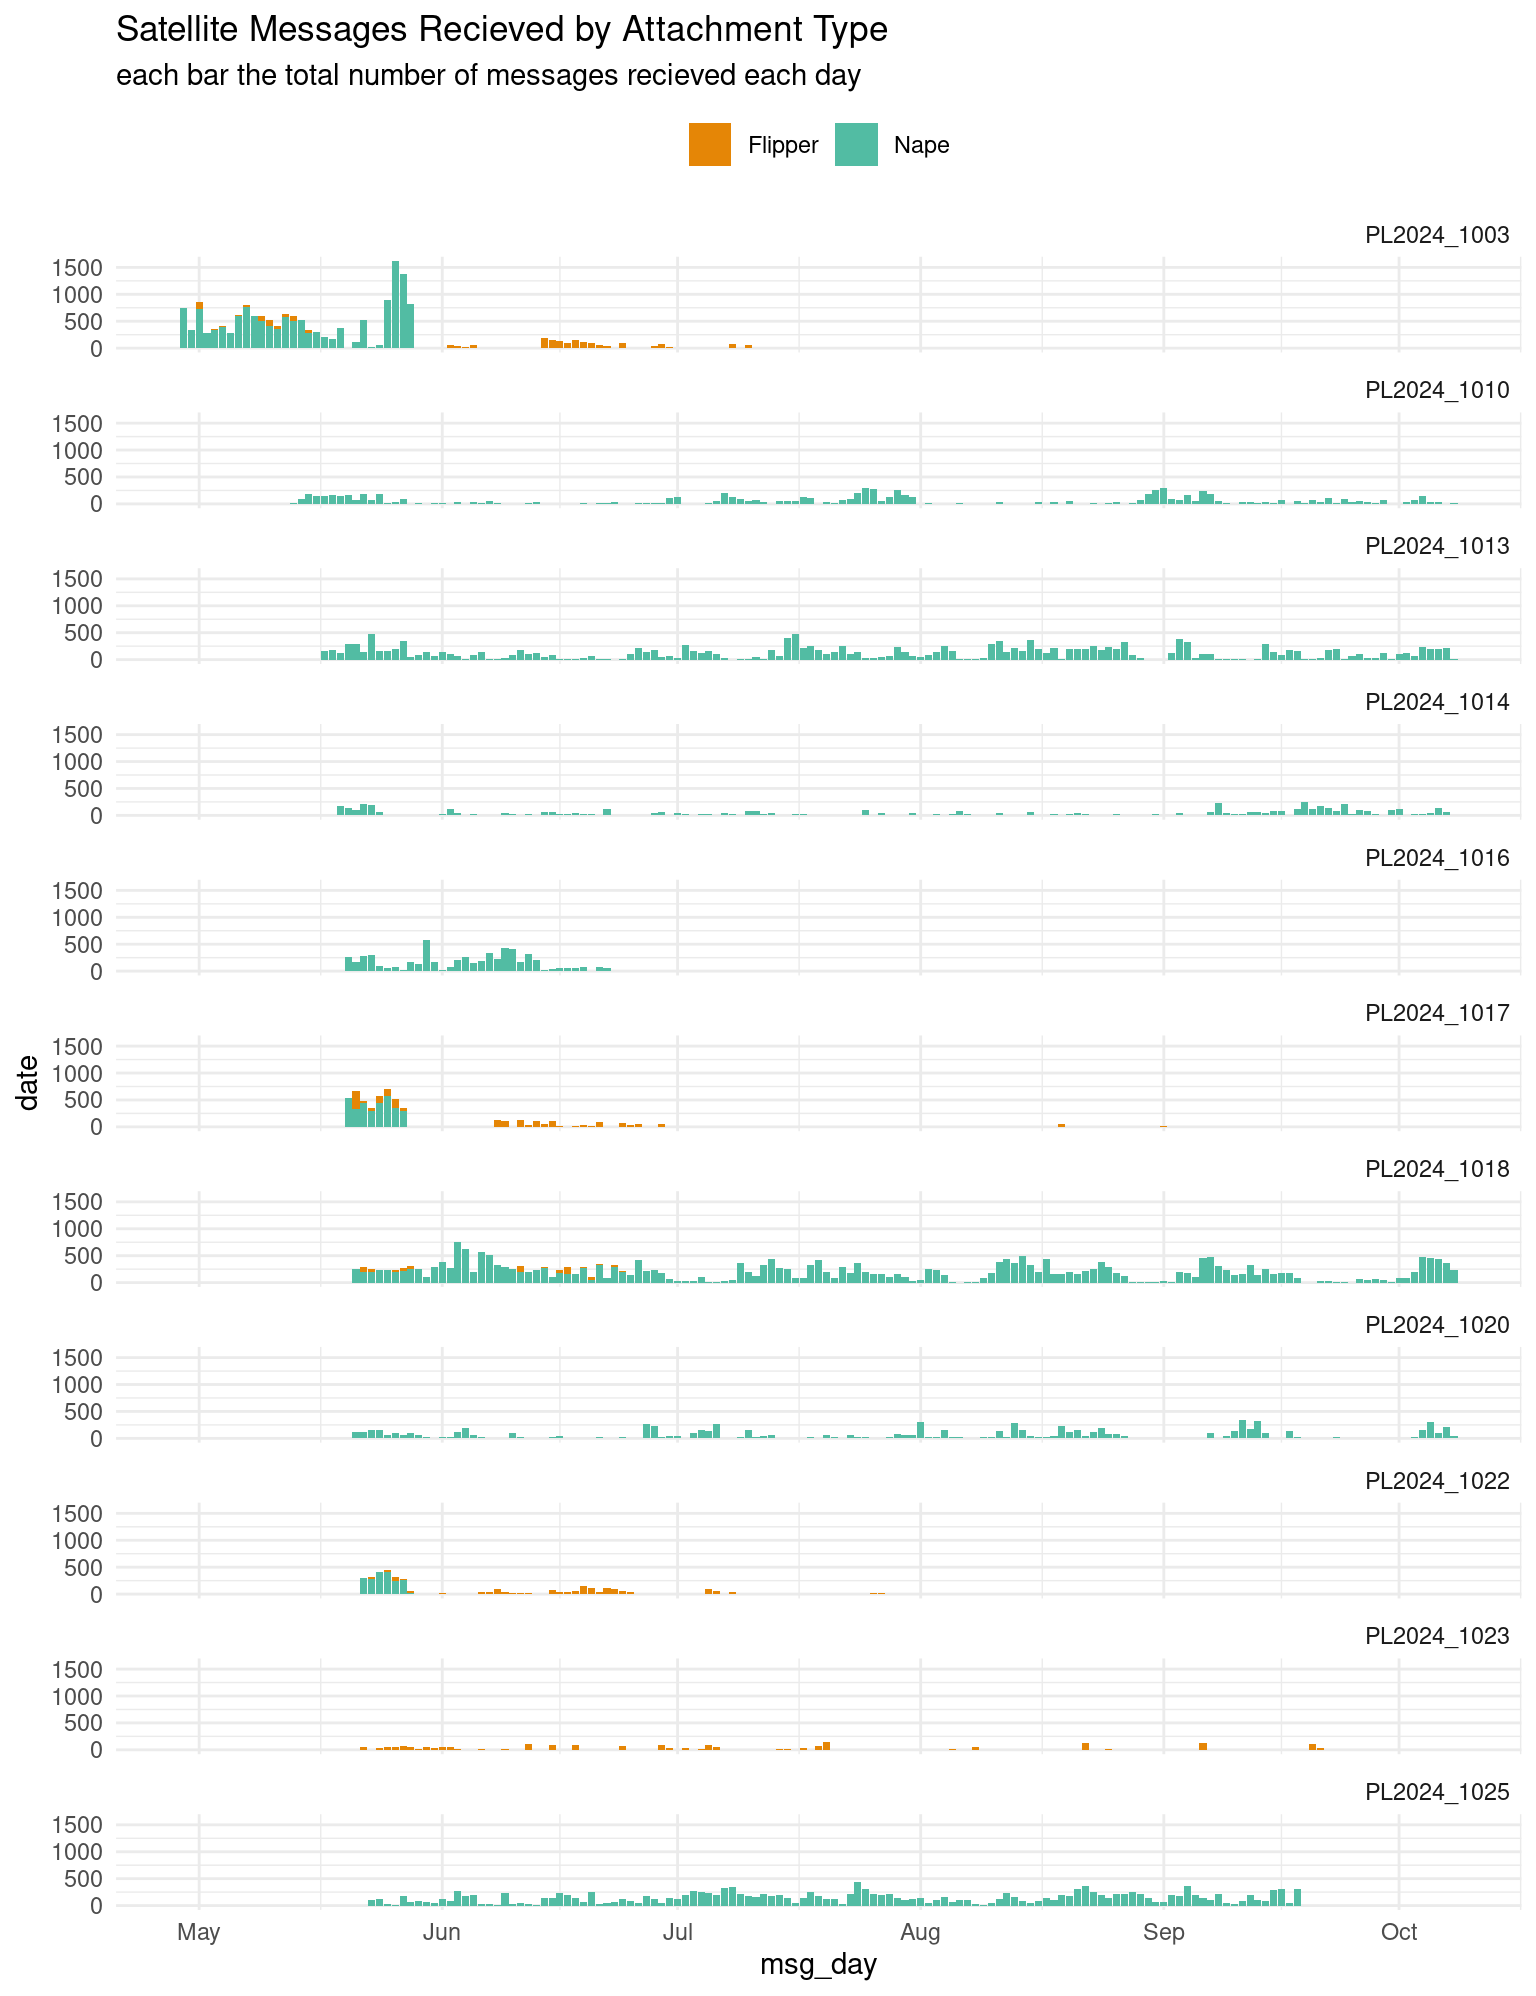 Satellite Messages Recieved by Attachment Type
each bar the total number of messages recieved each day
Flipper Nape
PL2024_1003
1500
1000
500
0
PL2024_1010
1500
1000
500
0
PL2024_1013
1500
1000
500
0
PL2024_1014
1500
1000
500
0
PL2024_1016
1500
1000
500
0
PL2024_1017
1500
1000
500
0
date
PL2024_1018
1500
1000
500
0
PL2024_1020
1500
1000
500
0
PL2024_1022
1500
1000
500
0
PL2024_1023
1500
1000
500
0
PL2024_1025
1500
1000
500
0
May Jun Jul Aug Sep Oct
msg_day